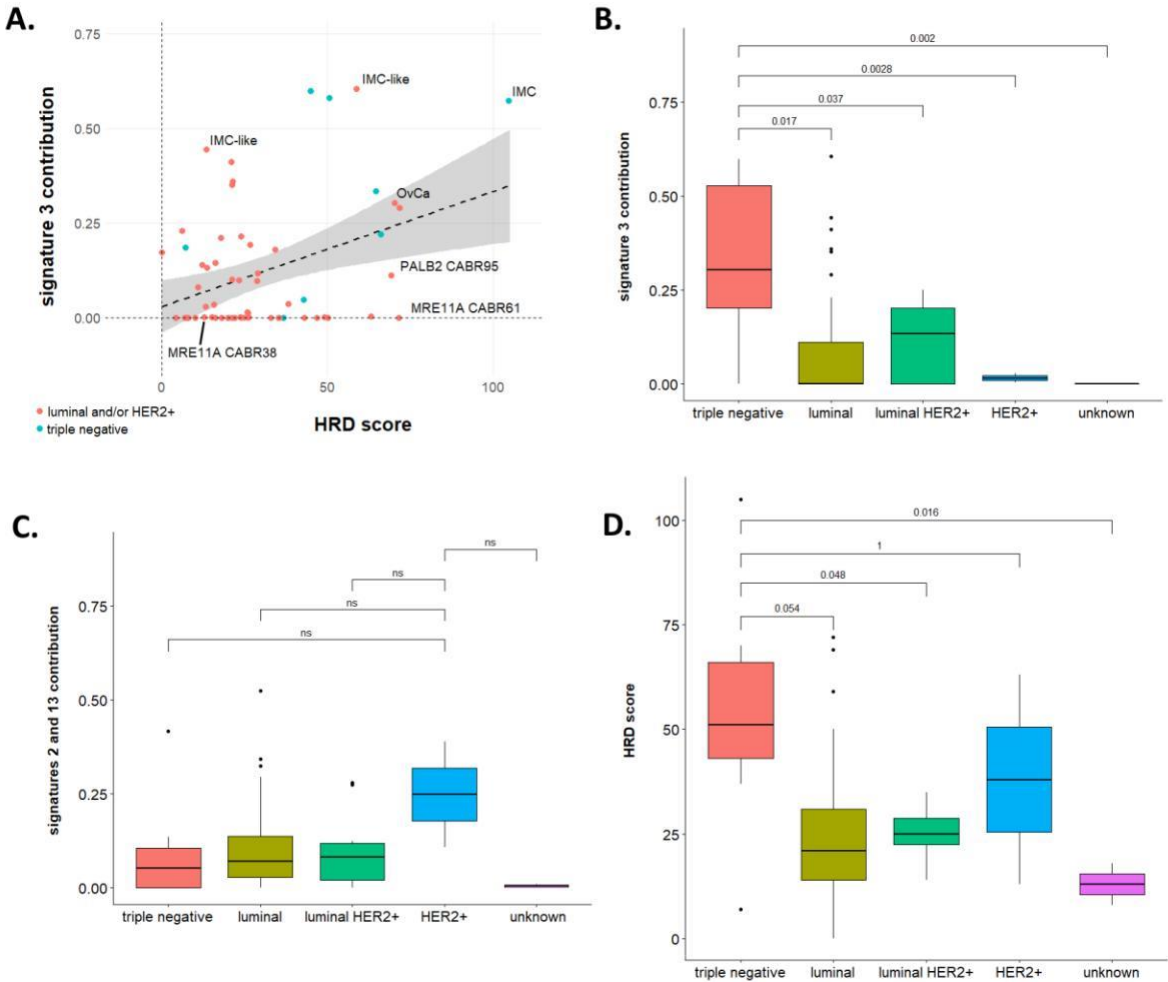 A.
0.75
0.50
0.25
0.00
signature 3 contribution
IMC-like
IMC
IMC-like
OvCa
PALB2 CABR95
MRE11A CABR61
MRE11A CABR38
0
50
100
HRD score
luminal and/or HER2+
triple negative
B.
0.002
0.0028
0.037
0.017
0.75
0.50
0.25
0.00
signature 3 contribution
triple negative
luminal
luminal HER2+
HER2+
unknown
C.
ns
ns
ns
ns
0.75
0.50
0.25
0.00
signatures 2 and 13 contribution
triple negative
luminal
luminal HER2+
HER2+
unknown
D.
0.016
1
0.048
0.054
100
75
50
25
0
HRD score
triple negative
luminal
luminal HER2+
HER2+
unknown